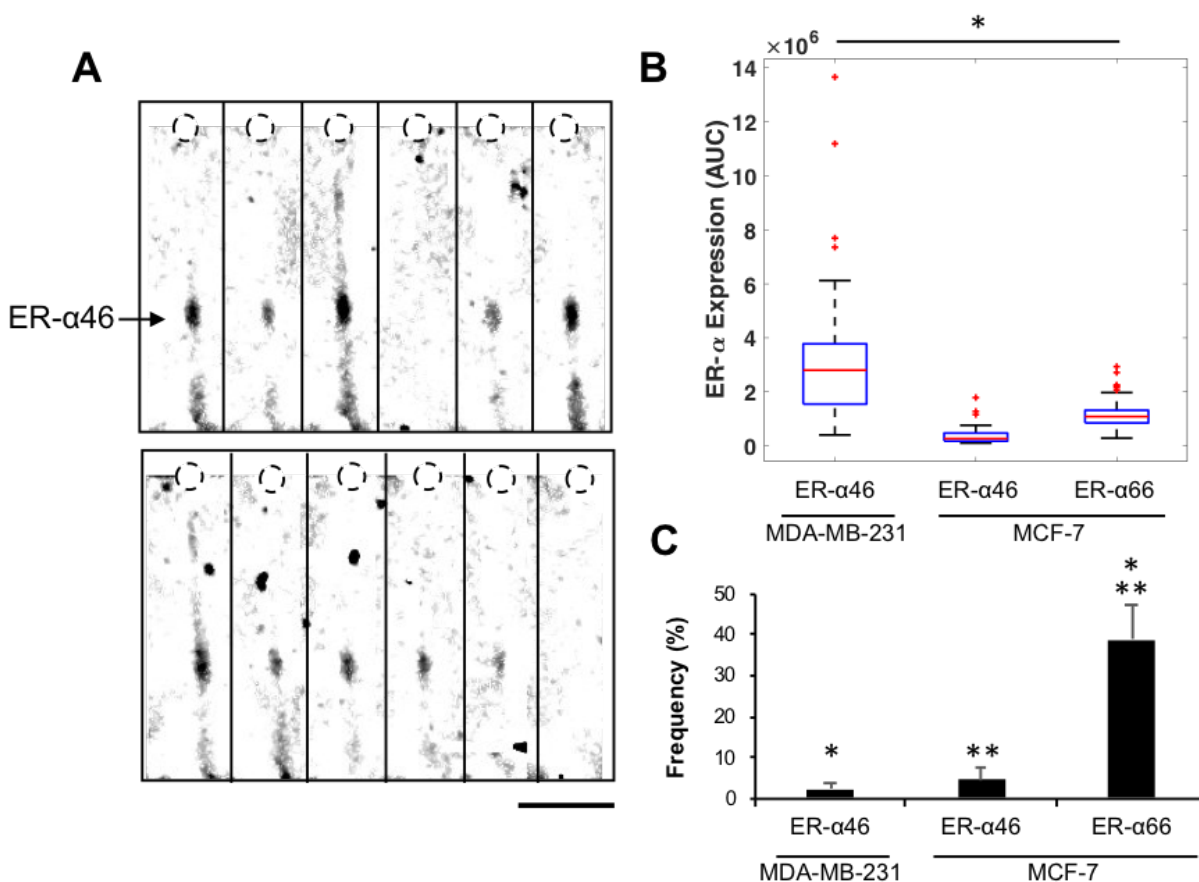 A
ER-α46
B
*
×10⁶
14
12
10
8
6
4
2
0
ER-α Expression (AUC)
ER-α46 ER-α46 ER-α66
MDA-MB-231 MCF-7
C
*
**
* **
50
40
30
20
10
0
Frequency (%)
ER-α46 ER-α46 ER-α66
MDA-MB-231 MCF-7